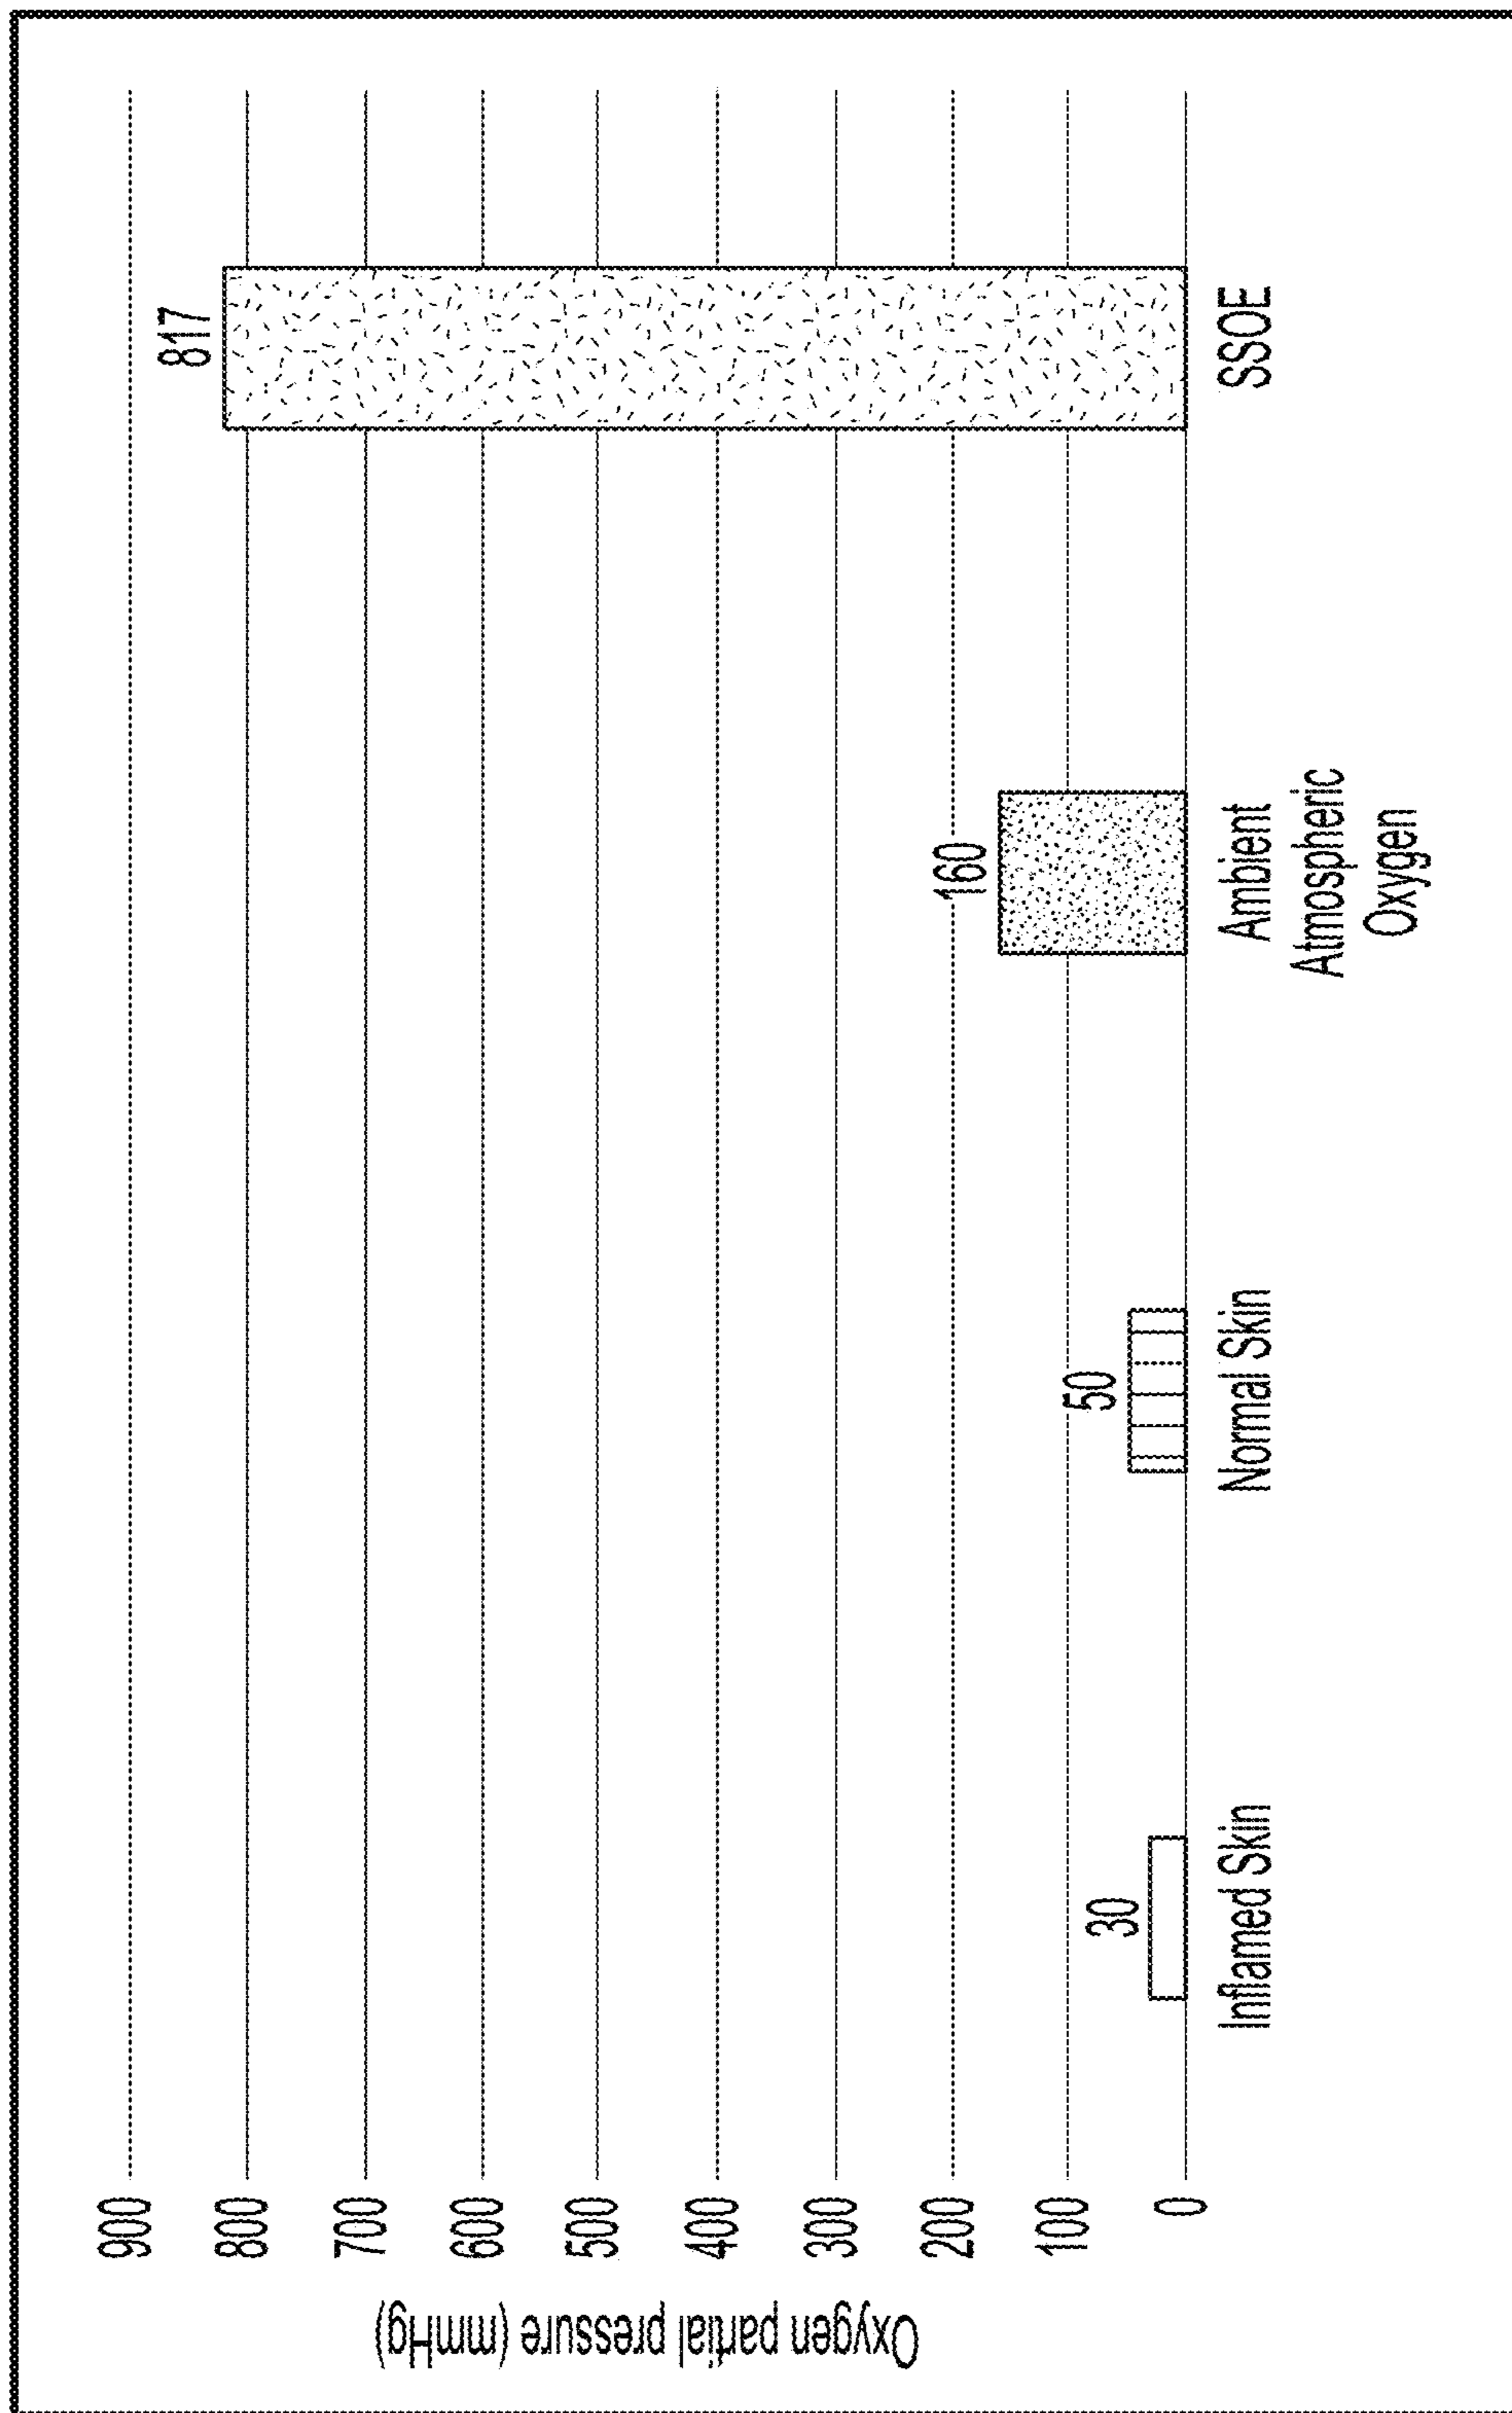 Oxygen partial pressure (mmHg)
900
800
700
600
500
400
300
200
100
0
30
50
160
817
Inflamed Skin
Normal Skin
Ambient
Atmospheric
Oxygen
SSOE